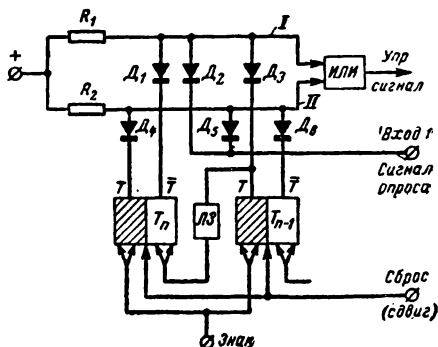 R₁
I
+
Д₁ Д₂ Д₃
ИЛИ
Упр
сигнал
R₂
II
Д₄ Д₅ Д₆
Вход 1
Сигнал
опроса
T T̅ T T̅
Tₙ
ЛЗ
Tₙ₋₁
Сброс
(сдвиг)
Знак